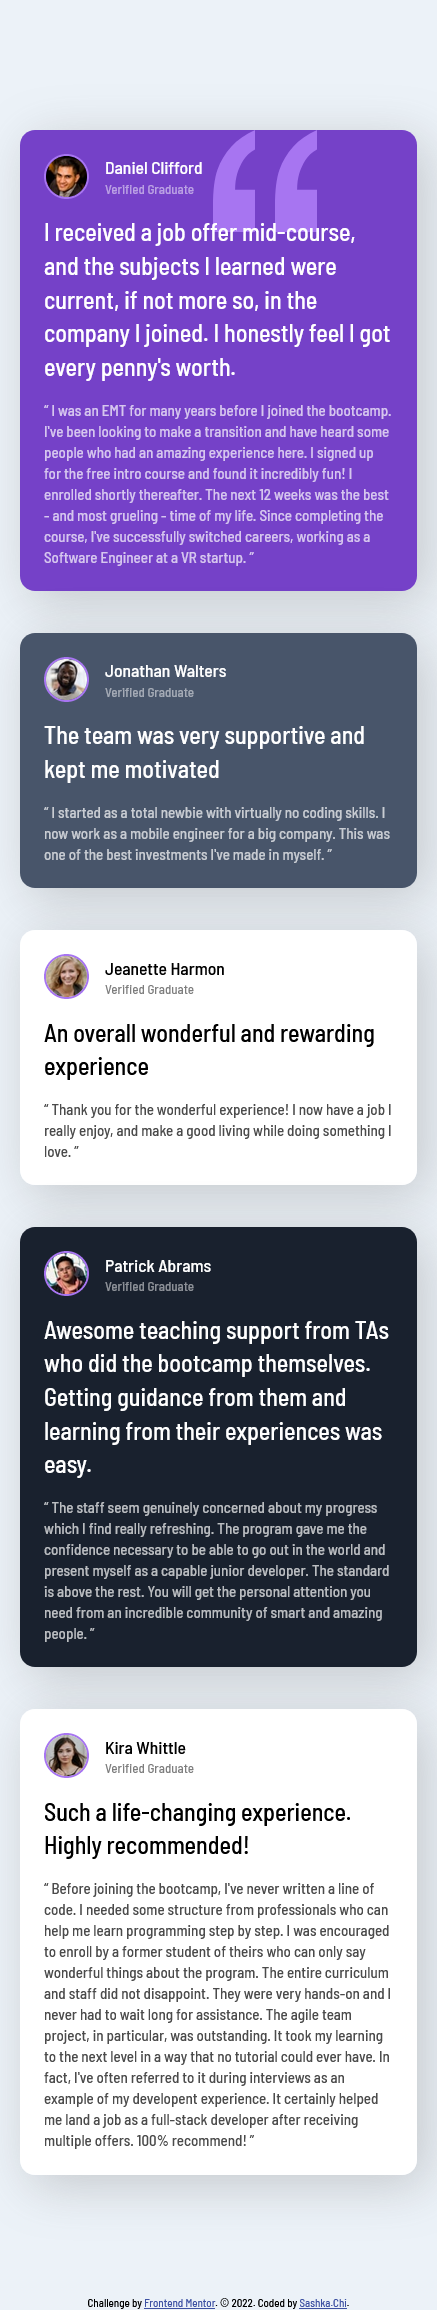 Daniel Clifford
Verified Graduate
I received a job offer mid-course,
and the subjects I learned were
current, if not more so, in the
company I joined. I honestly feel I got
every penny's worth.
“ I was an EMT for many years before I joined the bootcamp.
I've been looking to make a transition and have heard some
people who had an amazing experience here. I signed up
for the free intro course and found it incredibly fun! I
enrolled shortly thereafter. The next 12 weeks was the best
- and most grueling - time of my life. Since completing the
course, I've successfully switched careers, working as a
Software Engineer at a VR startup. ”
Jonathan Walters
Verified Graduate
The team was very supportive and
kept me motivated
“ I started as a total newbie with virtually no coding skills. I
now work as a mobile engineer for a big company. This was
one of the best investments I've made in myself. ”
Jeanette Harmon
Verified Graduate
An overall wonderful and rewarding
experience
“ Thank you for the wonderful experience! I now have a job I
really enjoy, and make a good living while doing something I
love. ”
Patrick Abrams
Verified Graduate
Awesome teaching support from TAs
who did the bootcamp themselves.
Getting guidance from them and
learning from their experiences was
easy.
“ The staff seem genuinely concerned about my progress
which I find really refreshing. The program gave me the
confidence necessary to be able to go out in the world and
present myself as a capable junior developer. The standard
is above the rest. You will get the personal attention you
need from an incredible community of smart and amazing
people. ”
Kira Whittle
Verified Graduate
Such a life-changing experience.
Highly recommended!
“ Before joining the bootcamp, I've never written a line of
code. I needed some structure from professionals who can
help me learn programming step by step. I was encouraged
to enroll by a former student of theirs who can only say
wonderful things about the program. The entire curriculum
and staff did not disappoint. They were very hands-on and I
never had to wait long for assistance. The agile team
project, in particular, was outstanding. It took my learning
to the next level in a way that no tutorial could ever have. In
fact, I've often referred to it during interviews as an
example of my developent experience. It certainly helped
me land a job as a full-stack developer after receiving
multiple offers. 100% recommend! ”
Challenge by Frontend Mentor. © 2022. Coded by Sashka.Chi.